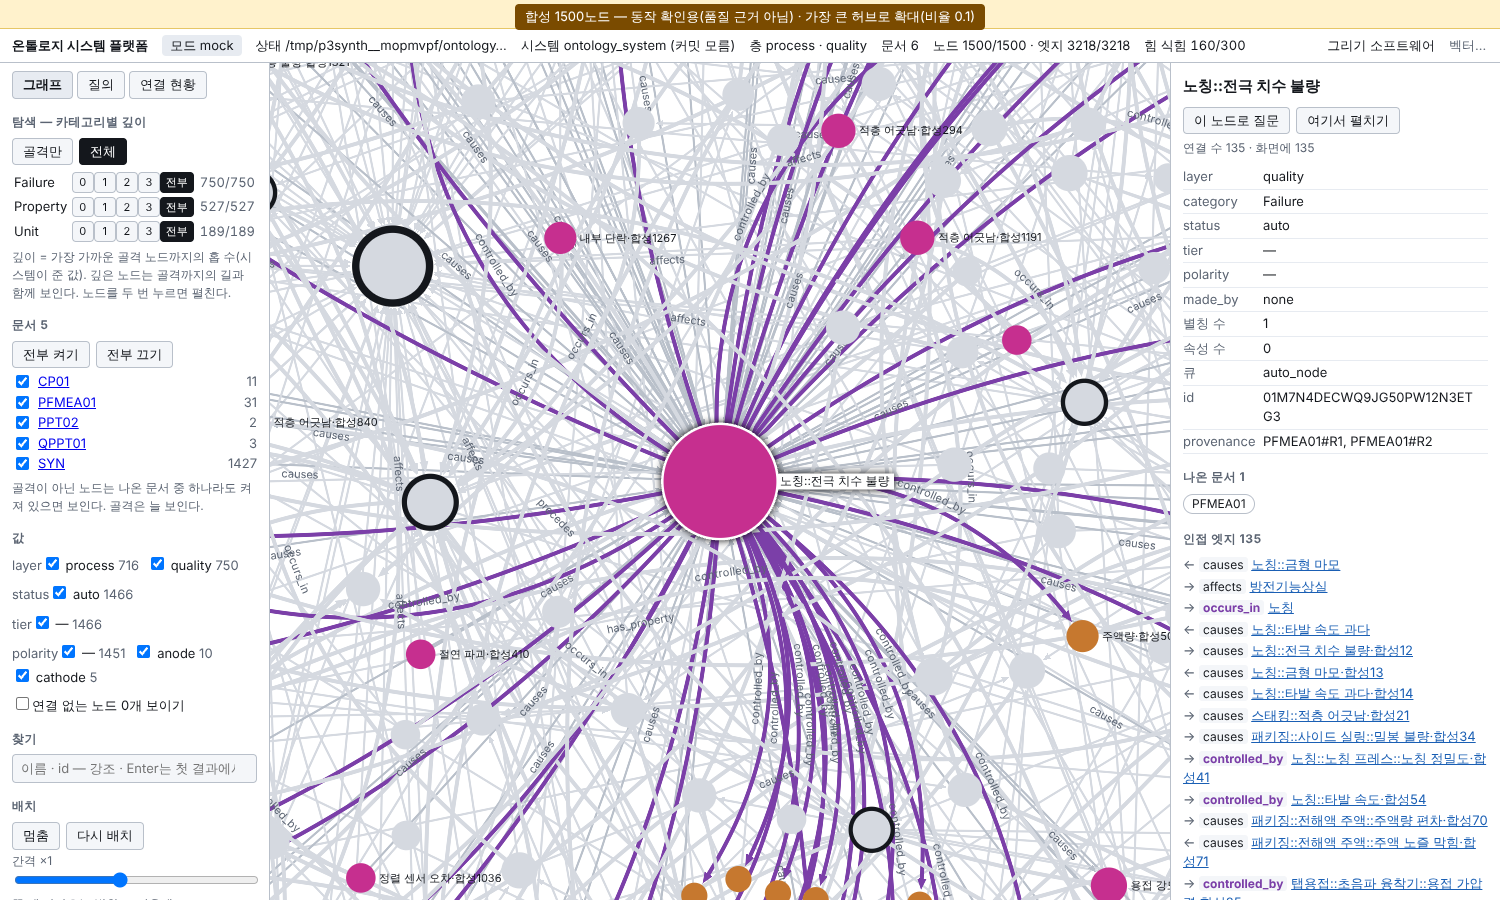 합성 1500노드 — 동작 확인용(품질 근거 아님) · 가장 큰 허브로 확대(비율 0.1)
온톨로지 시스템 플랫폼 모드 mock 상태 /tmp/p3synth__mopmvpf/ontology... 시스템 ontology_system (커밋 모름) 층 process · quality 문서 6 노드 1500/1500 · 엣지 3218/3218 힘 식힘 160/300 그리기 소프트웨어 벡터...
그래프 질의 연결 현황
탐색 — 카테고리별 깊이
골격만 전체
Failure 0 1 2 3 전부 750/750
Property 0 1 2 3 전부 527/527
Unit 0 1 2 3 전부 189/189
깊이 = 가장 가까운 골격 노드까지의 홉 수(시
스템이 준 값). 깊은 노드는 골격까지의 길과
함께 보인다. 노드를 두 번 누르면 펼친다.
문서 5
전부 켜기 전부 끄기
CP01 11
PFMEA01 31
PPT02 2
QPPT01 3
SYN 1427
골격이 아닌 노드는 나온 문서 중 하나라도 켜
져 있으면 보인다. 골격은 늘 보인다.
값
layer process 716 quality 750
status auto 1466
tier — 1466
polarity — 1451 anode 10
cathode 5
연결 없는 노드 0개 보이기
찾기
이름 · id — 강조 · Enter는 첫 결과에서
배치
멈춤 다시 배치
간격 ×1
적층 어긋남·합성294
내부 단락·합성1267
적층 어긋남·합성1191
적층 어긋남·합성840
노칭::전극 치수 불량
주액량·합성50
절연 파괴·합성410
정렬 센서 오차·합성1036
용접 강
causes
affects
controlled_by
occurs_in
precedes
has_property
노칭::전극 치수 불량
이 노드로 질문 여기서 펼치기
연결 수 135 · 화면에 135
layer quality
category Failure
status auto
tier —
polarity —
made_by none
별칭 수 1
속성 수 0
큐 auto_node
id 01M7N4DECWQ9JG50PW12N3ET
G3
provenance PFMEA01#R1, PFMEA01#R2
나온 문서 1
PFMEA01
인접 엣지 135
← causes 노칭::금형 마모
→ affects 방전기능상실
→ occurs_in 노칭
← causes 노칭::타발 속도 과다
→ causes 노칭::전극 치수 불량·합성12
← causes 노칭::금형 마모·합성13
← causes 노칭::타발 속도 과다·합성14
→ causes 스태킹::적층 어긋남·합성21
→ causes 패키징::사이드 실링::밀봉 불량·합성34
→ controlled_by 노칭::노칭 프레스::노칭 정밀도·합
성41
→ controlled_by 노칭::타발 속도·합성54
→ causes 패키징::전해액 주액::주액량 편차·합성70
← causes 패키징::전해액 주액::주액 노즐 막힘·합
성71
→ controlled_by 탭용접::초음파 융착기::용접 가압